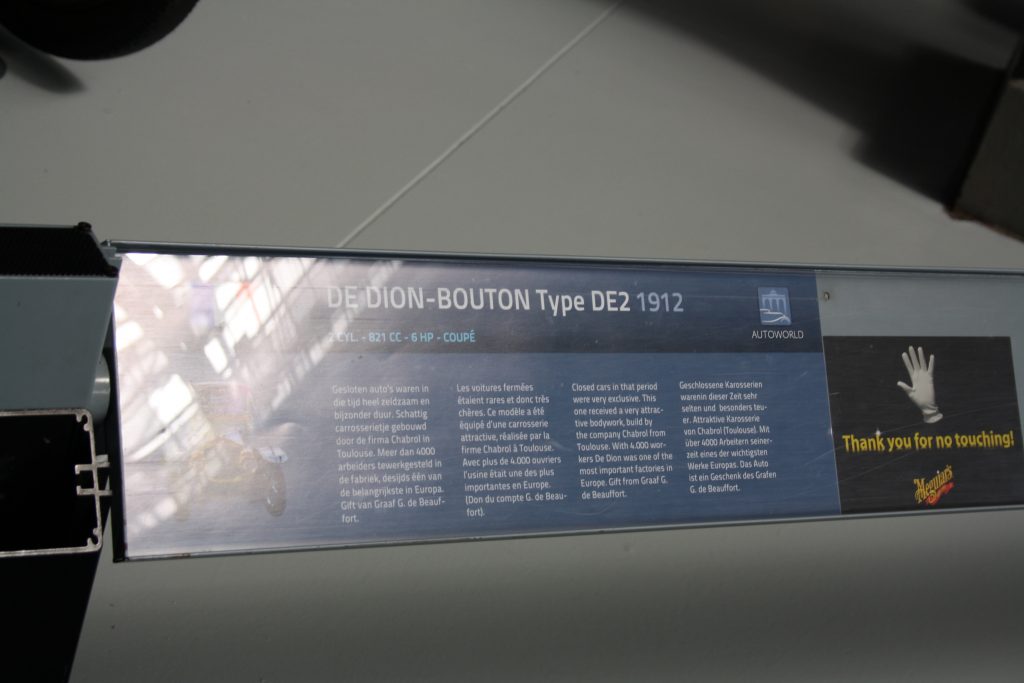 DE DION-BOUTON Type DE2 1912
2 CYL. - 821 CC - 6 HP - COUPÉ
AUTOWORLD
Gesloten auto's waren in
die tijd heel zeldzaam en
bijzonder duur. Schattig
carrosserietje gebouwd
door de firma Chabrol in
Toulouse. Meer dan 4000
arbeiders tewerkgesteld in
de fabriek, desijds één van
de belangrijkste in Europa.
Gift van Graaf G. de Beauf-
fort.
Les voitures fermées
étaient rares et donc très
chères. Ce modèle a été
équipé d'une carrosserie
attractive, réalisée par la
firme Chabrol à Toulouse.
Avec plus de 4.000 ouvriers
l'usine était une des plus
importantes en Europe.
(Don du compte G. de Beau-
fort).
Closed cars in that period
were very exclusive. This
one received a very attrac-
tive bodywork, build by
the company Chabrol from
Toulouse. With 4.000 wor-
kers De Dion was one of the
most important factories in
Europe. Gift from Graaf G.
de Beauffort.
Geschlossene Karosserien
warenin dieser Zeit sehr
selten und besonders teu-
er. Attraktive Karosserie
von Chabrol (Toulouse). Mit
über 4000 Arbeitern seiner-
zeit eines der wichtigsten
Werke Europas. Das Auto
ist ein Geschenk des Grafen
G. de Beauffort.
Thank you for no touching!
Meguiar's